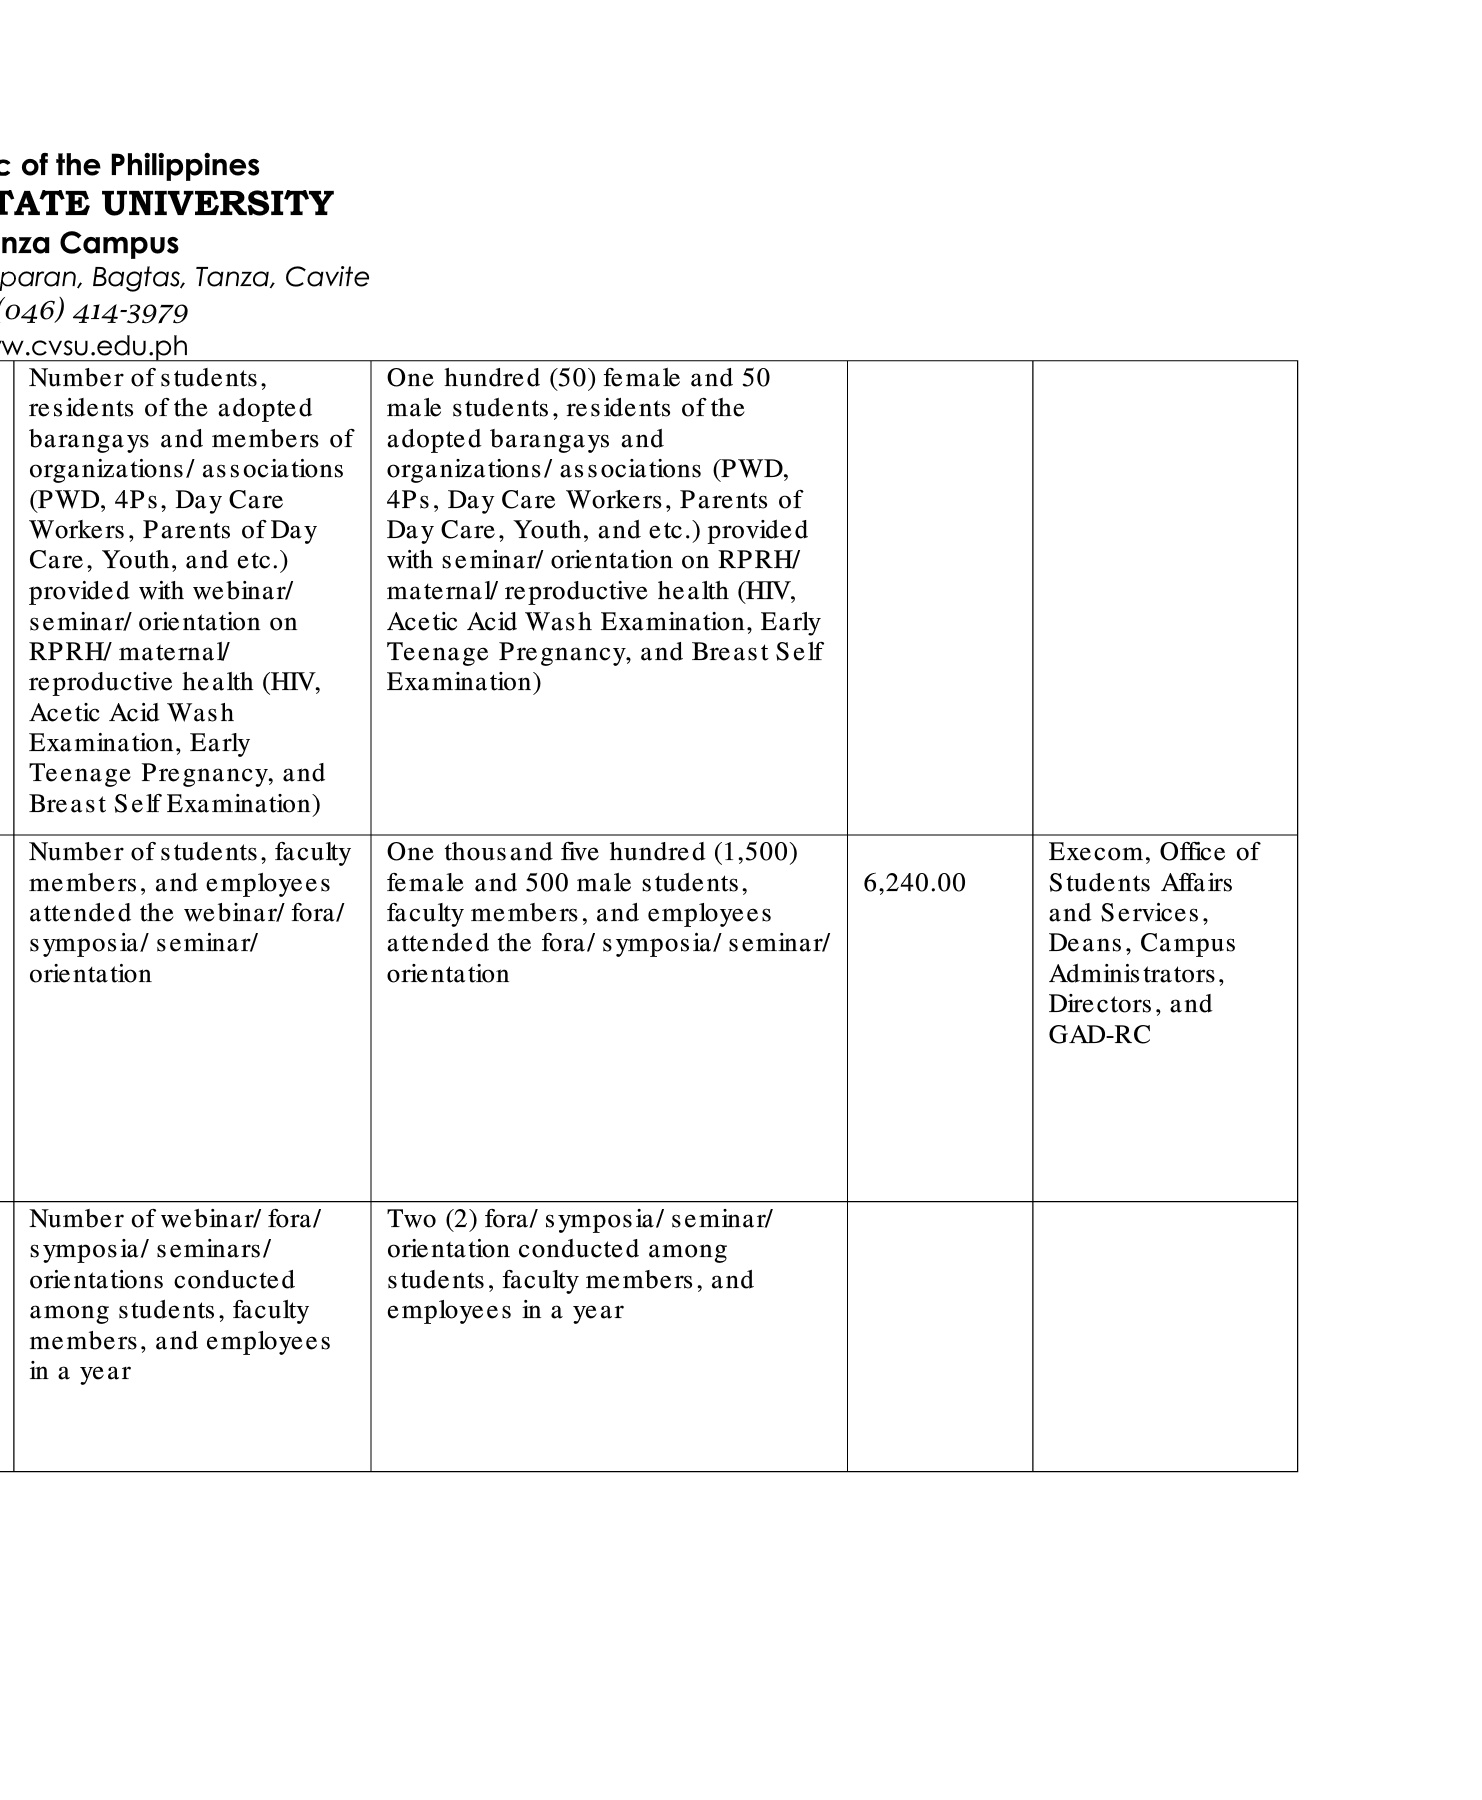 c of the Philippines
TATE UNIVERSITY
nza Campus
paran, Bagtas, Tanza, Cavite
(046) 414-3979
w.cvsu.edu.ph
Number of students,
residents of the adopted
barangays and members of
organizations/ associations
(PWD, 4Ps, Day Care
Workers, Parents of Day
Care, Youth, and etc.)
provided with webinar/
seminar/ orientation on
RPRH/ maternal/
reproductive health (HIV,
Acetic Acid Wash
Examination, Early
Teenage Pregnancy, and
Breast Self Examination)
One hundred (50) female and 50
male students, residents of the
adopted barangays and
organizations/ associations (PWD,
4Ps, Day Care Workers, Parents of
Day Care, Youth, and etc.) provided
with seminar/ orientation on RPRH/
maternal/ reproductive health (HIV,
Acetic Acid Wash Examination, Early
Teenage Pregnancy, and Breast Self
Examination)
Number of students, faculty
members, and employees
attended the webinar/ fora/
symposia/ seminar/
orientation
One thousand five hundred (1,500)
female and 500 male students,
faculty members, and employees
attended the fora/ symposia/ seminar/
orientation
6,240.00
Execom, Office of
Students Affairs
and Services,
Deans, Campus
Administrators,
Directors, and
GAD-RC
Number of webinar/ fora/
symposia/ seminars/
orientations conducted
among students, faculty
members, and employees
in a year
Two (2) fora/ symposia/ seminar/
orientation conducted among
students, faculty members, and
employees in a year